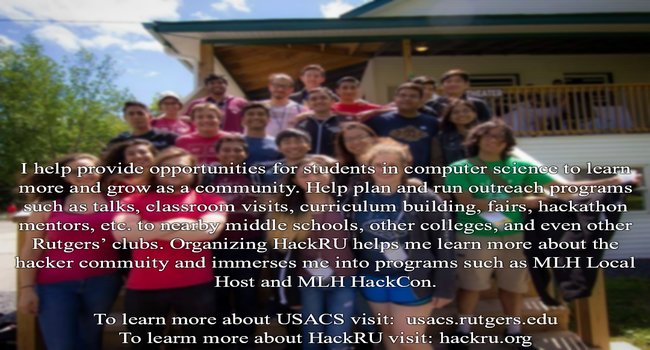 THEATER
I help provide opportunities for students in computer science to learn
more and grow as a community. Help plan and run outreach programs
such as talks, classroom visits, curriculum building, fairs, hackathon
mentors, etc. to nearby middle schools, other colleges, and even other
Rutgers’ clubs. Organizing HackRU helps me learn more about the
hacker commuity and immerses me into programs such as MLH Local
Host and MLH HackCon.
To learn more about USACS visit:  usacs.rutgers.edu
To learm more about HackRU visit: hackru.org